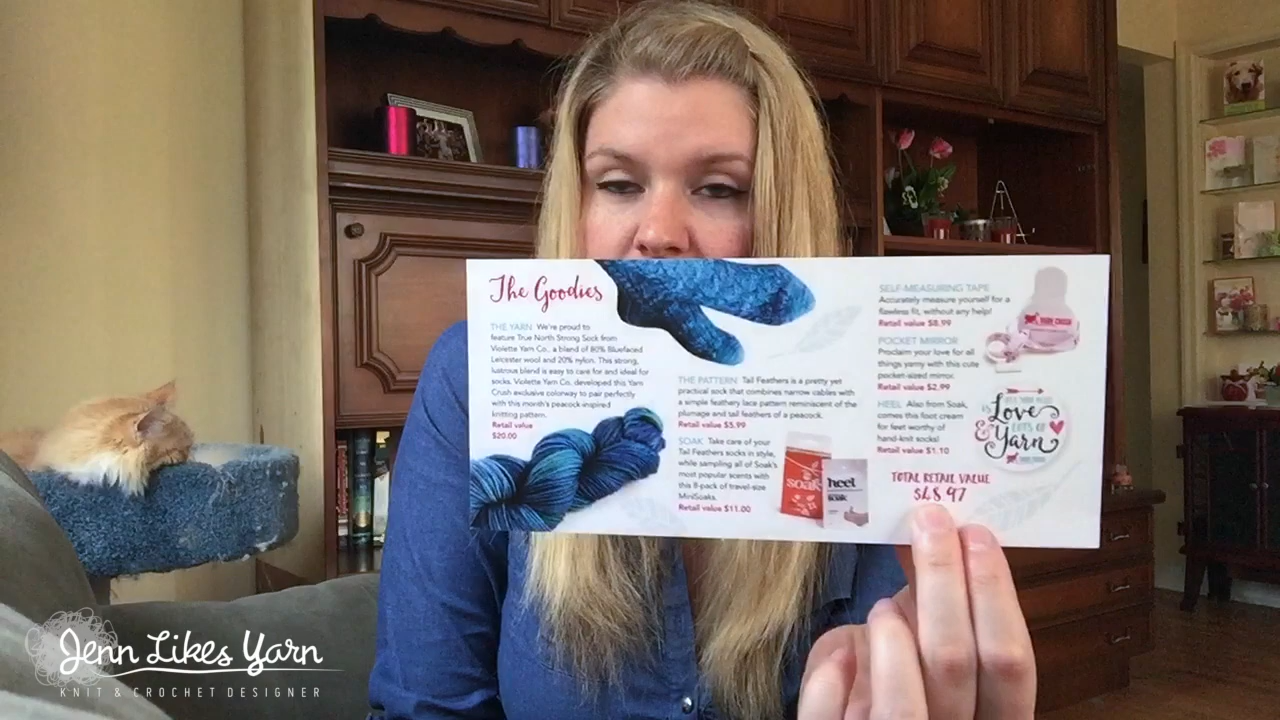 The Goodies
THE YARN We're proud to
feature True North Strong Sock from
Violette Yarn Co., a blend of 80% Bluefaced
Leicester wool and 20% nylon. This strong,
lustrous blend is easy to care for and ideal for
socks. Violette Yarn Co. developed this Yarn
Crush exclusive colorway to pair perfectly
with this month's peacock-inspired
knitting pattern.
Retail value
$20.00
THE PATTERN Tail Feathers is a pretty yet
practical sock that combines narrow cables with
a simple feathery lace pattern reminiscent of the
plumage and tail feathers of a peacock.
Retail value $5.99
SOAK Take care of your
Tail Feathers socks in style,
while sampling all of Soak's
most popular scents with
this 8-pack of travel-size
MiniSoaks.
Retail value $11.00
soak
heel
SELF-MEASURING TAPE
Accurately measure yourself for a
flawless fit, without any help!
Retail value $8.99
POCKET MIRROR
Proclaim your love for all
things yarny with this cute
pocket-sized mirror.
Retail value $2.99
HEEL Also from Soak,
comes this foot cream
for feet worthy of
hand-knit socks!
Retail value $1.10
YARN CRUSH
is Love
& LOTS OF
Yarn
TOTAL RETAIL VALUE
Jenn Likes Yarn
KNIT & CROCHET DESIGNER